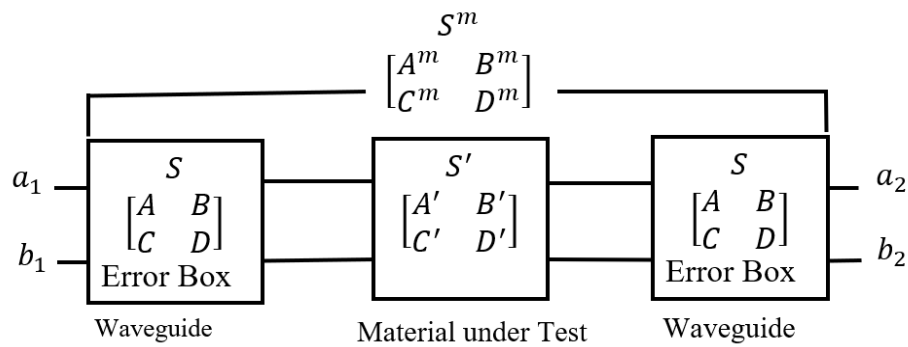 S^m
[A^m B^m
C^m D^m]
S S' S
a_1 [A B [A' B' [A B a_2
b_1 C D] C' D'] C D] b_2
Error Box Error Box
Waveguide Material under Test Waveguide